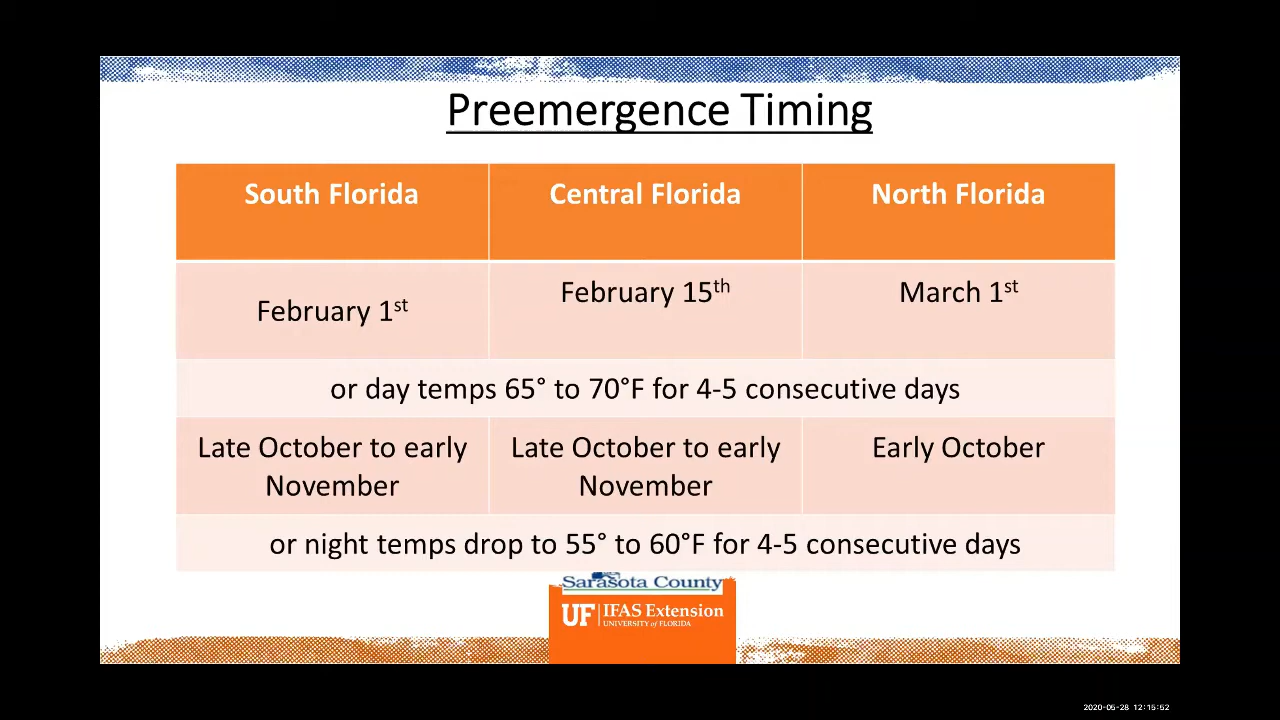 Preemergence Timing
South Florida
Central Florida
North Florida
February 1st
February 15th
March 1st
or day temps 65° to 70°F for 4-5 consecutive days
Late October to early
November
Late October to early
November
Early October
or night temps drop to 55° to 60°F for 4-5 consecutive days
Sarasota County
UF IFAS Extension
UNIVERSITY of FLORIDA
2020-05-28 12:15:52